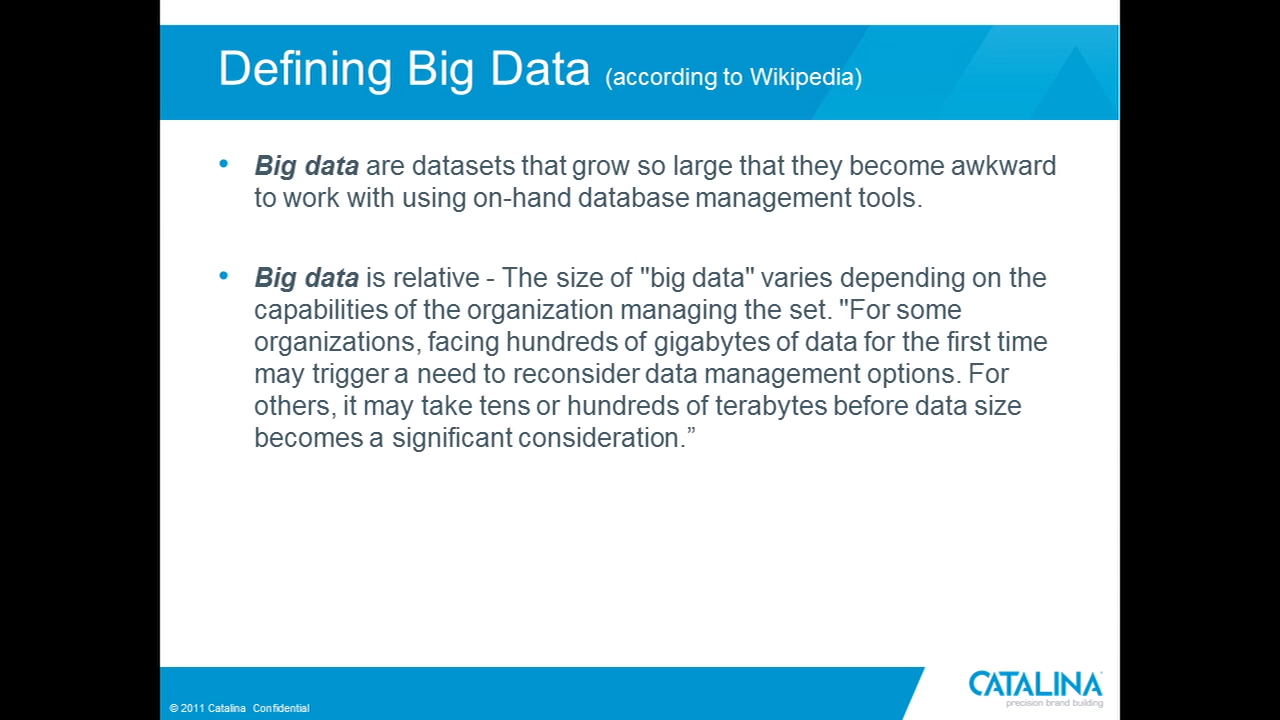 Defining Big Data (according to Wikipedia)
• Big data are datasets that grow so large that they become awkward
to work with using on-hand database management tools.
• Big data is relative - The size of "big data" varies depending on the
capabilities of the organization managing the set. "For some
organizations, facing hundreds of gigabytes of data for the first time
may trigger a need to reconsider data management options. For
others, it may take tens or hundreds of terabytes before data size
becomes a significant consideration.”
© 2011 Catalina Confidential
CATALINA
precision brand building